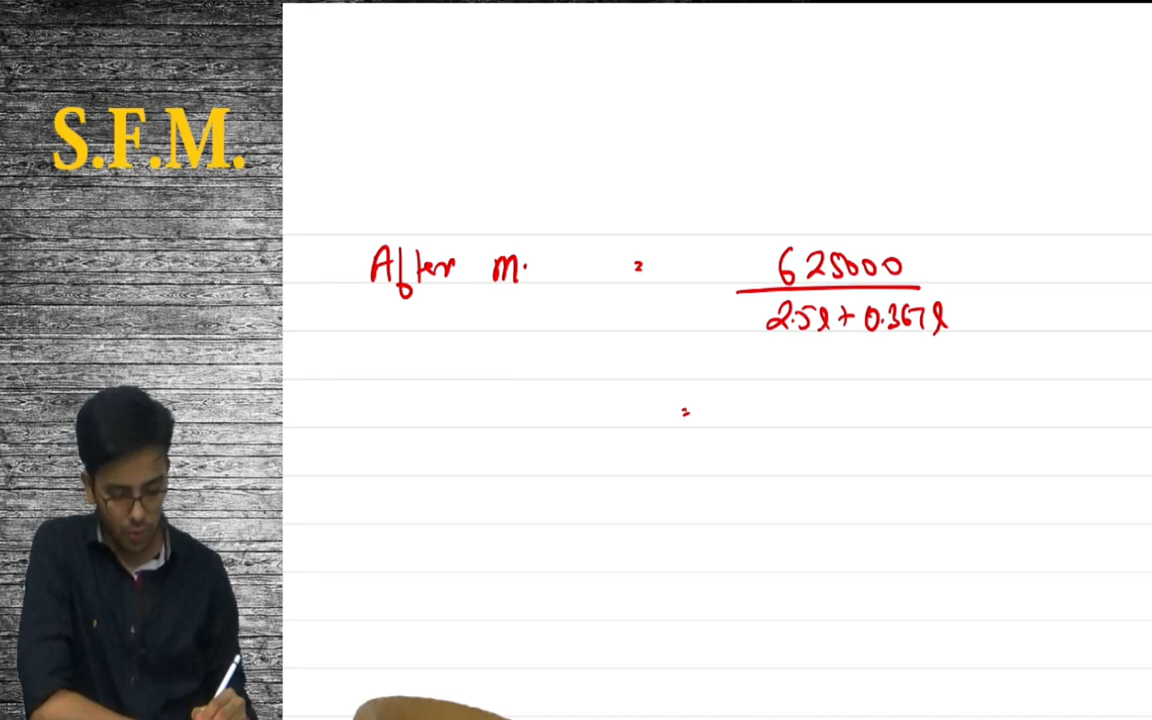 S.F.M.
After m. = 625000
2.5l + 0.367l
=